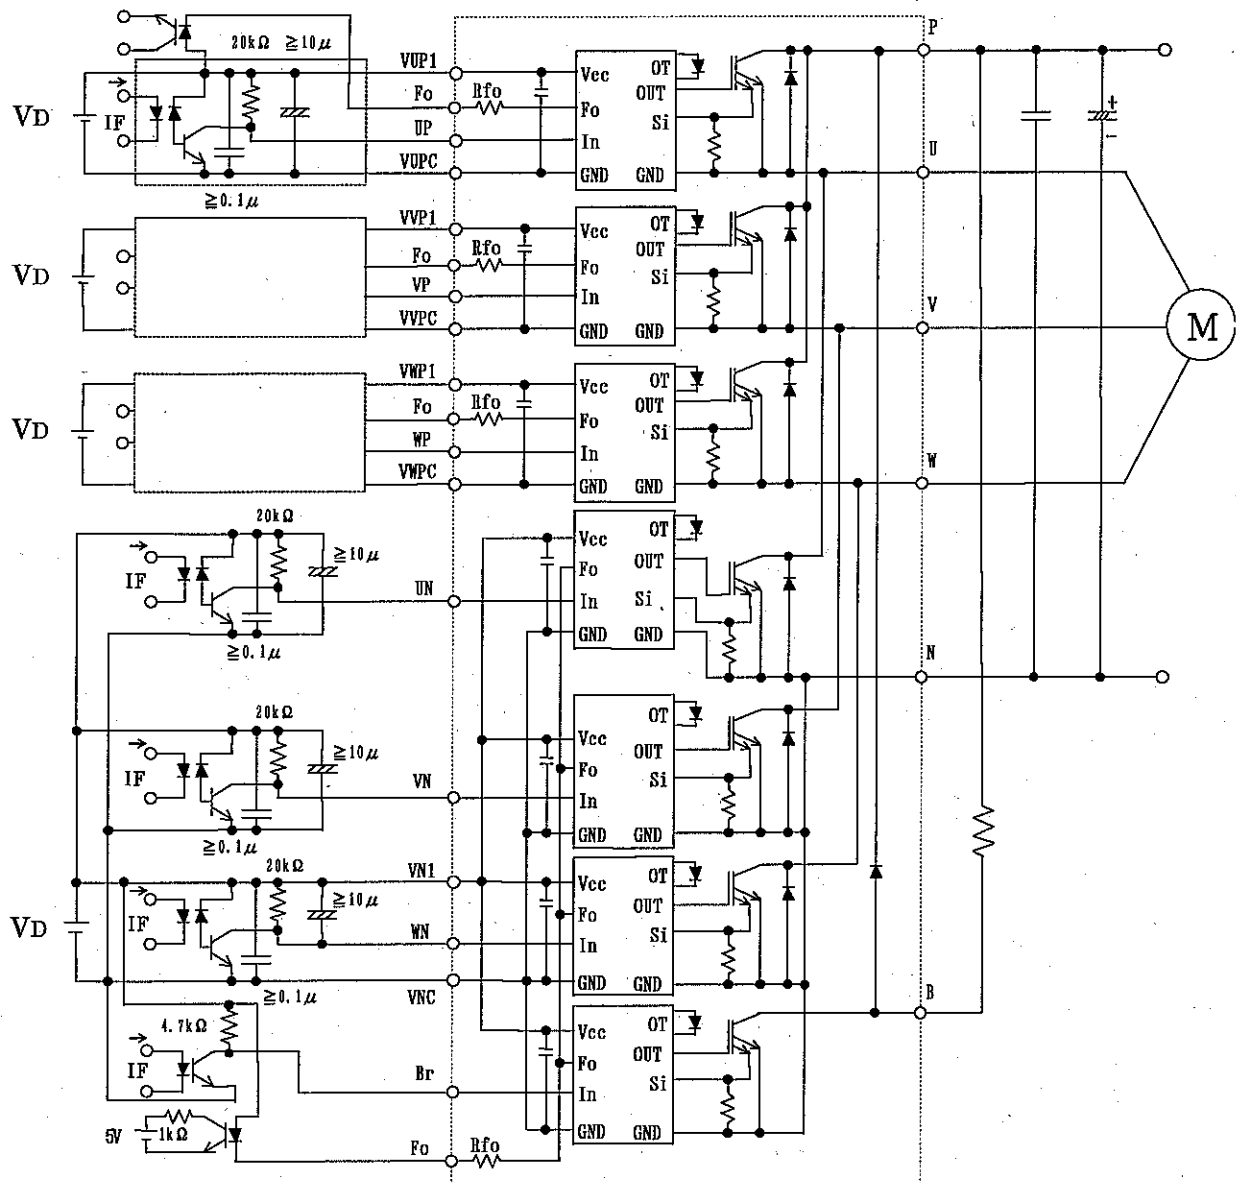 20kΩ ≧10μ
P
VUP1
Vcc
OT
VD
IF
Fo
Rfo
Fo
OUT
UP
In
Si
+
−
VUPC
GND
GND
U
≧0.1μ
VVP1
Vcc
OT
VD
Fo
Rfo
Fo
OUT
VP
In
Si
VVPC
GND
GND
V
M
VWP1
Vcc
OT
VD
Fo
Rfo
Fo
OUT
WP
In
Si
VWPC
GND
GND
W
20kΩ
≧10μ
IF
UN
Vcc
OT
Fo
OUT
In
Si
GND
GND
N
≧0.1μ
20kΩ
≧10μ
IF
VN
Vcc
OT
Fo
OUT
In
Si
GND
GND
≧0.1μ
20kΩ
VN1
≧10μ
VD
IF
WN
VNC
Vcc
OT
Fo
OUT
In
Si
GND
GND
B
≧0.1μ
4.7kΩ
IF
Br
Vcc
OT
Fo
OUT
In
Si
GND
GND
5V
1kΩ
Fo
Rfo